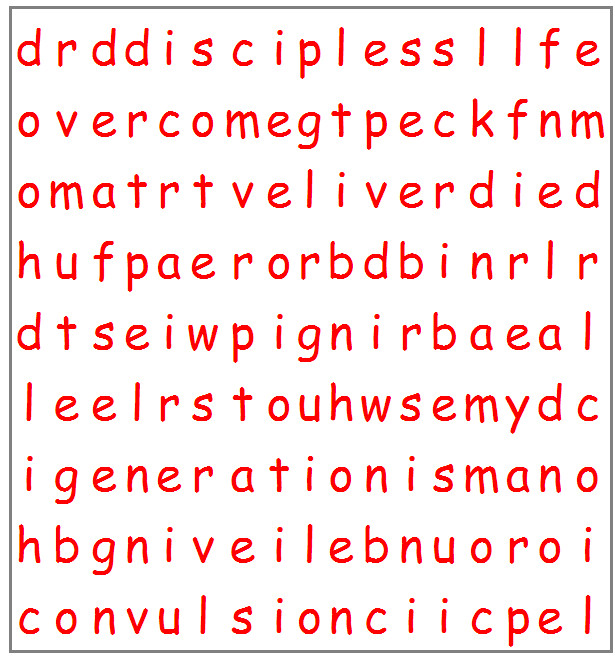 d r d d i s c i p l e s s l l f e
o v e r c o m e g t p e c k f n m
o m a t r t v e l i v e r d i e d
h u f p a e r o r b d b i n r l r
d t s e i w p i g n i r b a e a l
l e e l r s t o u h w s e m y d c
i g e n e r a t i o n i s m a n o
h b g n i v e i l e b n u o r o i
c o n v u l s i o n c i i c p e l